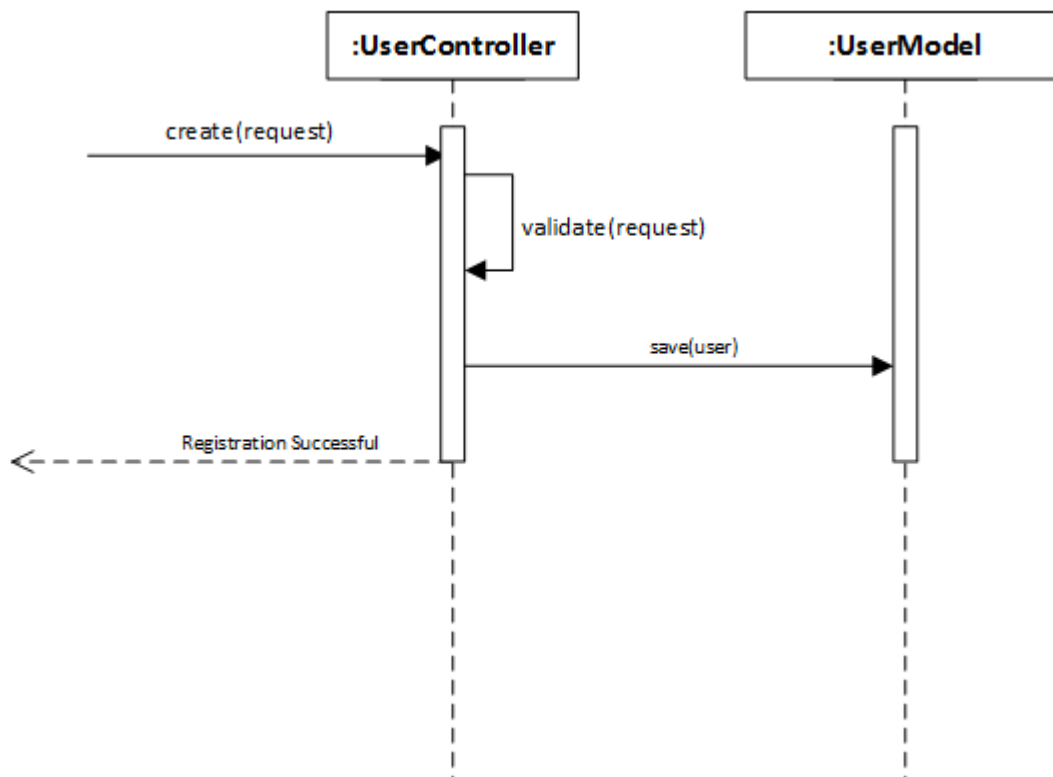 :UserController
:UserModel
create(request)
validate(request)
save(user)
Registration Successful